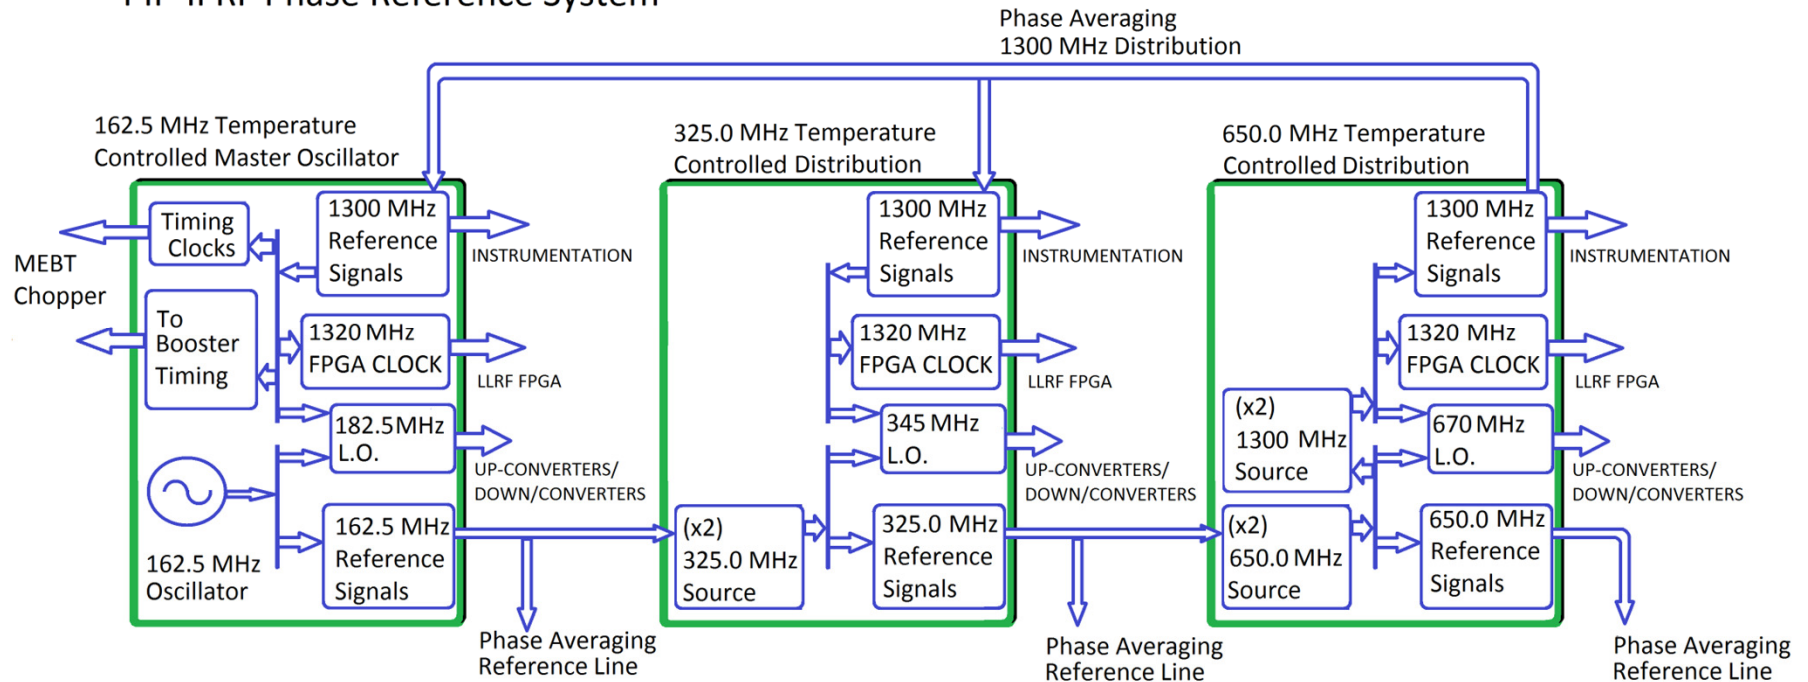 Phase Reference System
Phase Averaging
1300 MHz Distribution
162.5 MHz Temperature
Controlled Master Oscillator
325.0 MHz Temperature
Controlled Distribution
650.0 MHz Temperature
Controlled Distribution
Timing
Clocks
1300 MHz
Reference
Signals
INSTRUMENTATION
MEBT
Chopper
To
Booster
Timing
1320 MHz
FPGA CLOCK
LLRF FPGA
182.5MHz
L.O.
UP-CONVERTERS/
DOWN/CONVERTERS
162.5 MHz
Oscillator
162.5 MHz
Reference
Signals
Phase Averaging
Reference Line
1300 MHz
Reference
Signals
INSTRUMENTATION
1320 MHz
FPGA CLOCK
LLRF FPGA
345 MHz
L.O.
UP-CONVERTERS/
DOWN/CONVERTERS
(x2)
325.0 MHz
Source
325.0 MHz
Reference
Signals
Phase Averaging
Reference Line
1300 MHz
Reference
Signals
INSTRUMENTATION
1320 MHz
FPGA CLOCK
LLRF FPGA
(x2)
1300 MHz
Source
670 MHz
L.O.
UP-CONVERTERS/
DOWN/CONVERTERS
(x2)
650.0 MHz
Source
650.0 MHz
Reference
Signals
Phase Averaging
Reference Line